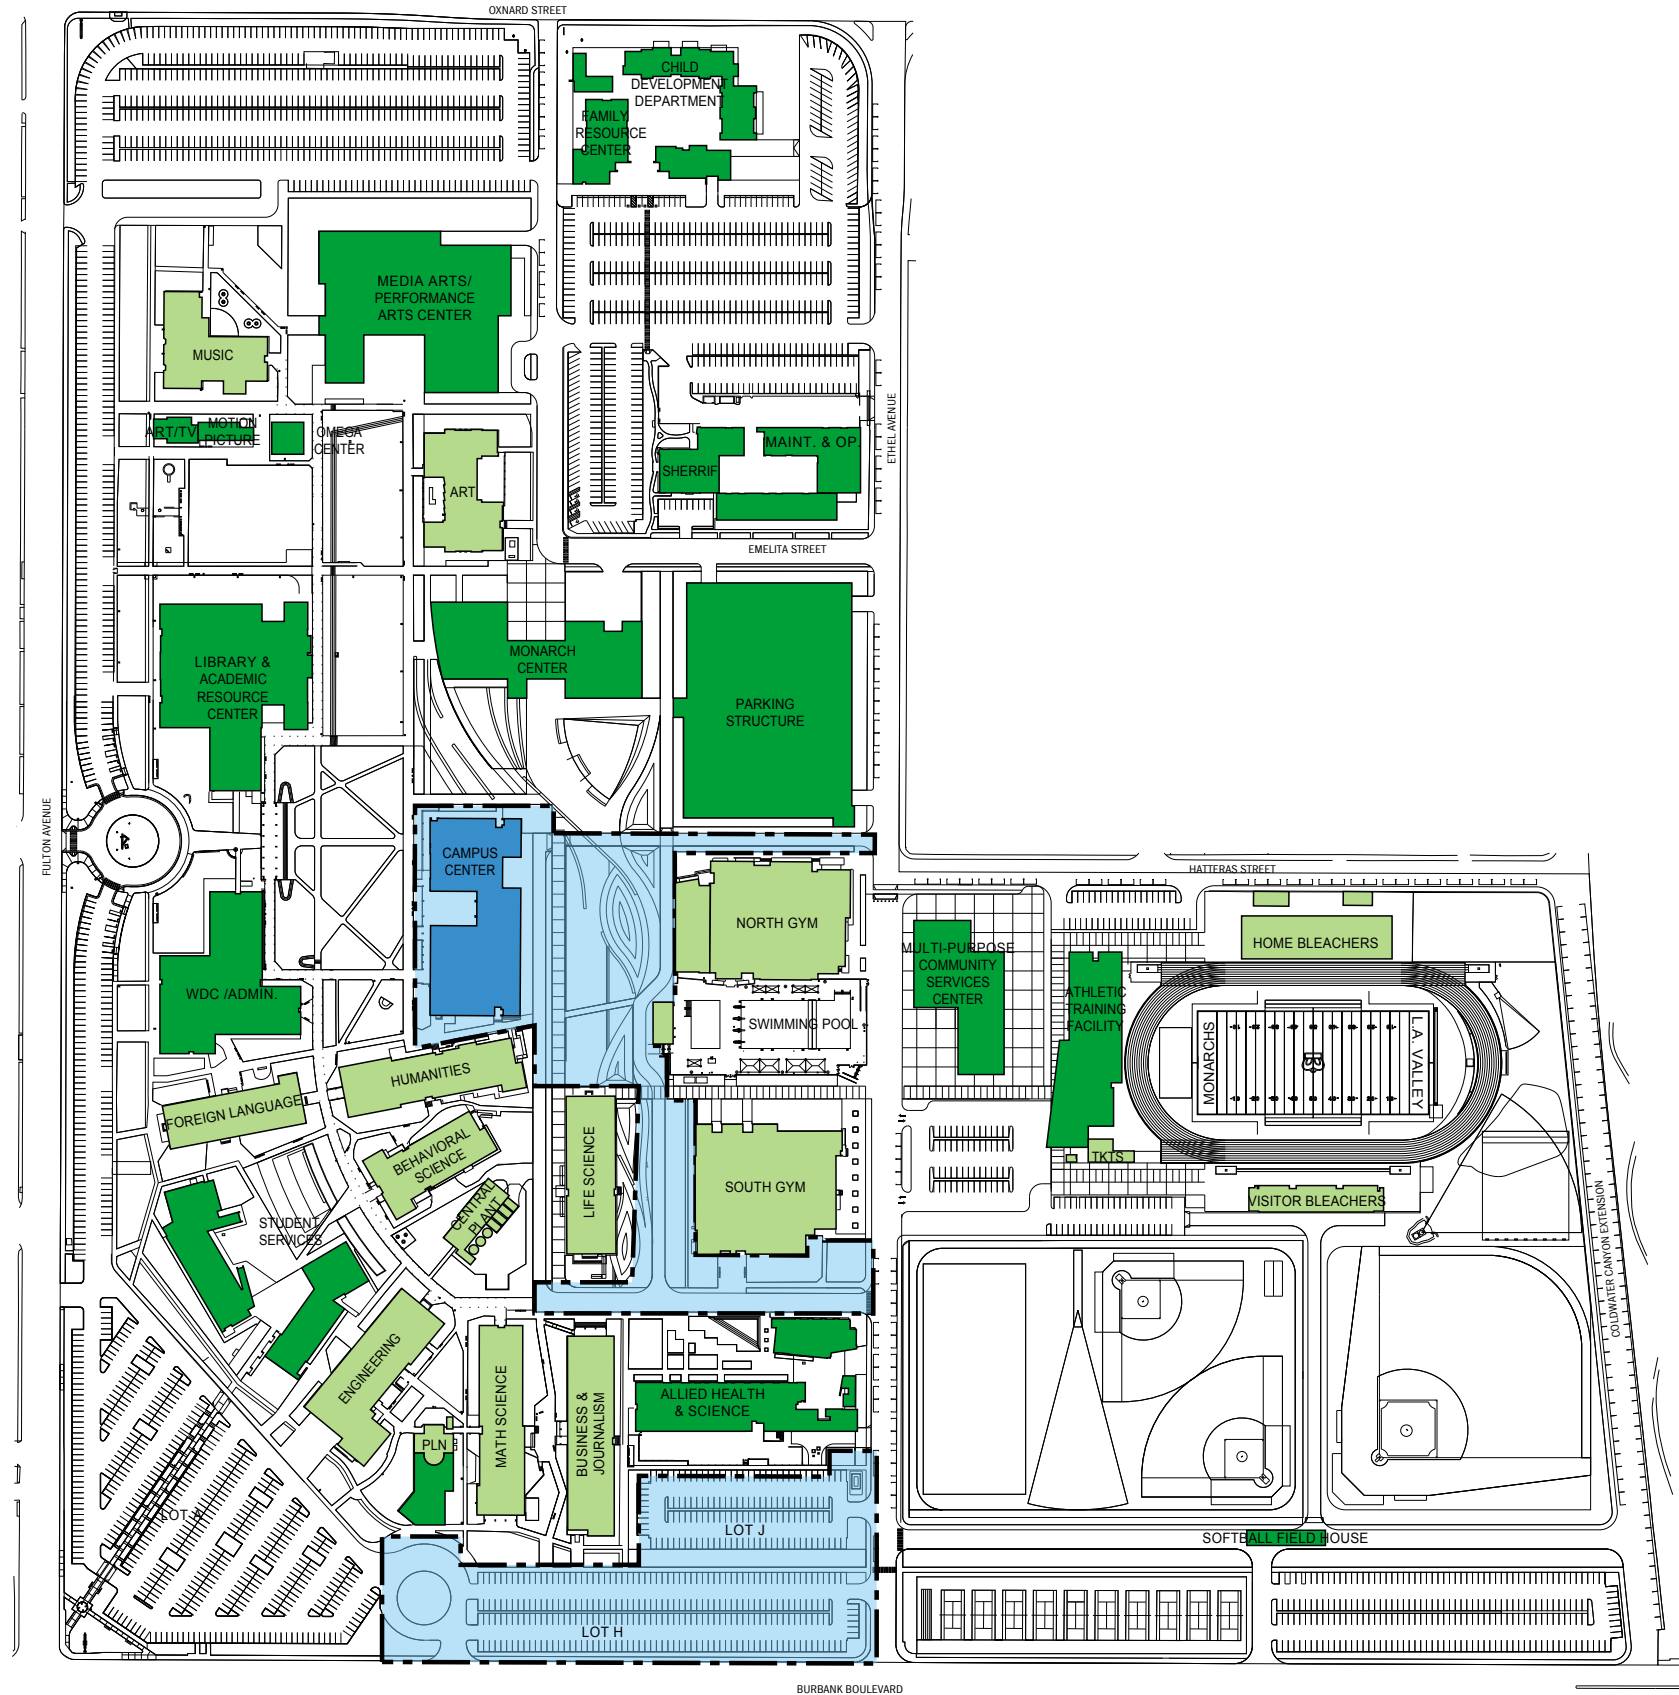 OXNARD STREET
CHILD
DEVELOPMENT
DEPARTMENT
FAMILY
RESOURCE
CENTER
MEDIA ARTS/
PERFORMANCE
ARTS CENTER
MUSIC
ART/TV
MOTION
PICTURE
OMEGA
CENTER
ART
SHERRIF
MAINT. & OP.
ETHEL AVENUE
EMELITA STREET
LIBRARY &
ACADEMIC
RESOURCE
CENTER
MONARCH
CENTER
PARKING
STRUCTURE
FULTON AVENUE
CAMPUS
CENTER
HATTERAS STREET
NORTH GYM
MULTI-PURPOSE
COMMUNITY
SERVICES
CENTER
HOME BLEACHERS
WDC /ADMIN.
SWIMMING POOL
ATHLETIC
TRAINING
FACILITY
MONARCHS
L.A. VALLEY
HUMANITIES
FOREIGN LANGUAGE
BEHAVIORAL
SCIENCE
LIFE SCIENCE
TKTS
CENTRAL
PLANT
SOUTH GYM
VISITOR BLEACHERS
STUDENT
SERVICES
COLDWATER CANYON EXTENSION
ENGINEERING
MATH SCIENCE
BUSINESS &
JOURNALISM
ALLIED HEALTH
& SCIENCE
PLN
LOT A
LOT J
SOFTBALL FIELD HOUSE
LOT H
BURBANK BOULEVARD